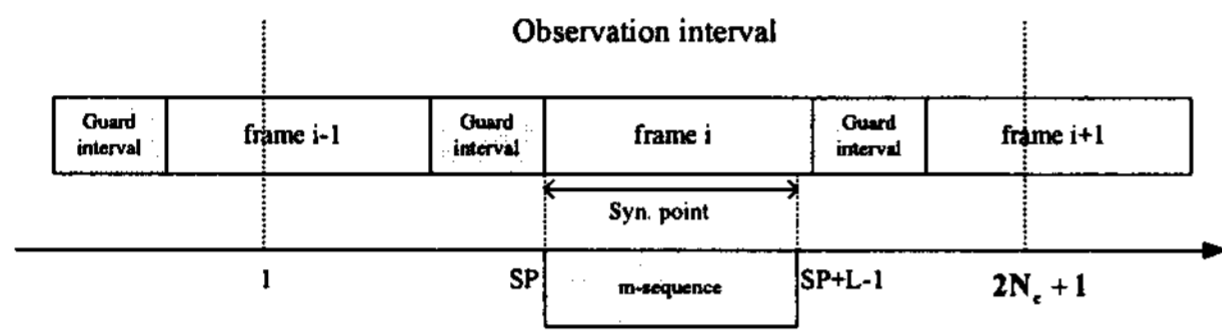 Observation interval
Guard interval
frame i-1
Guard interval
frame i
Guard interval
frame i+1
Syn. point
1
SP
m-sequence
SP+L-1
2N_c + 1